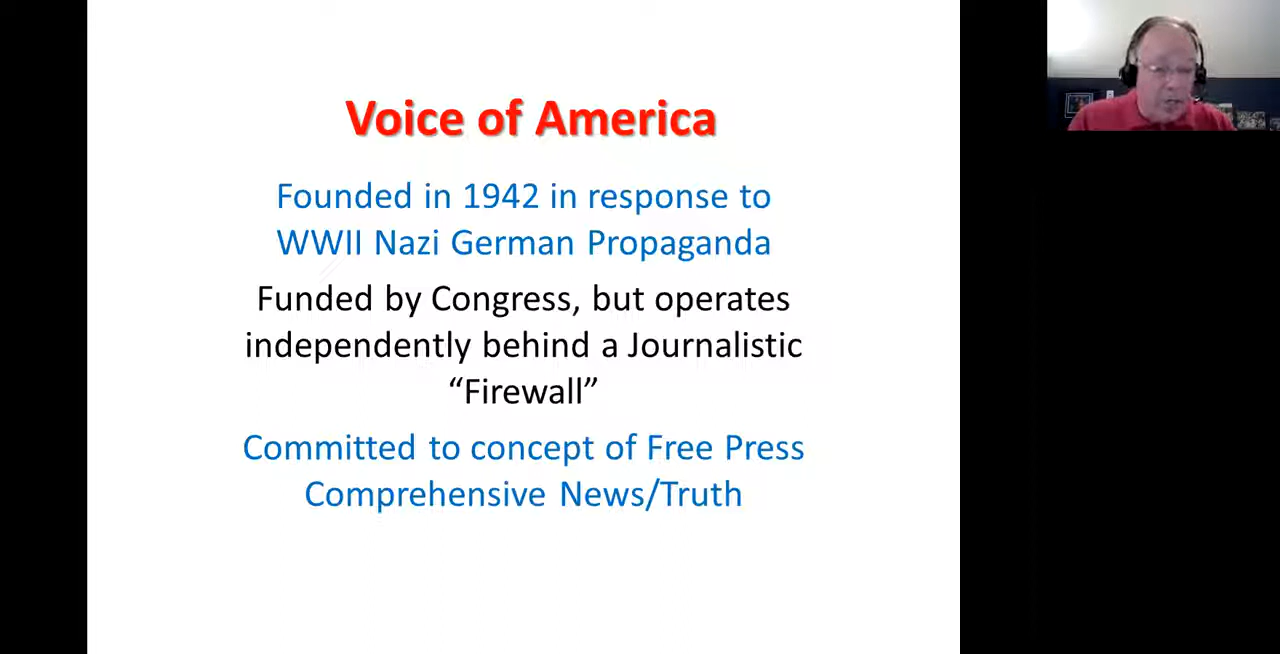 Voice of America
Founded in 1942 in response to
WWII Nazi German Propaganda
Funded by Congress, but operates
independently behind a Journalistic
“Firewall”
Committed to concept of Free Press
Comprehensive News/Truth